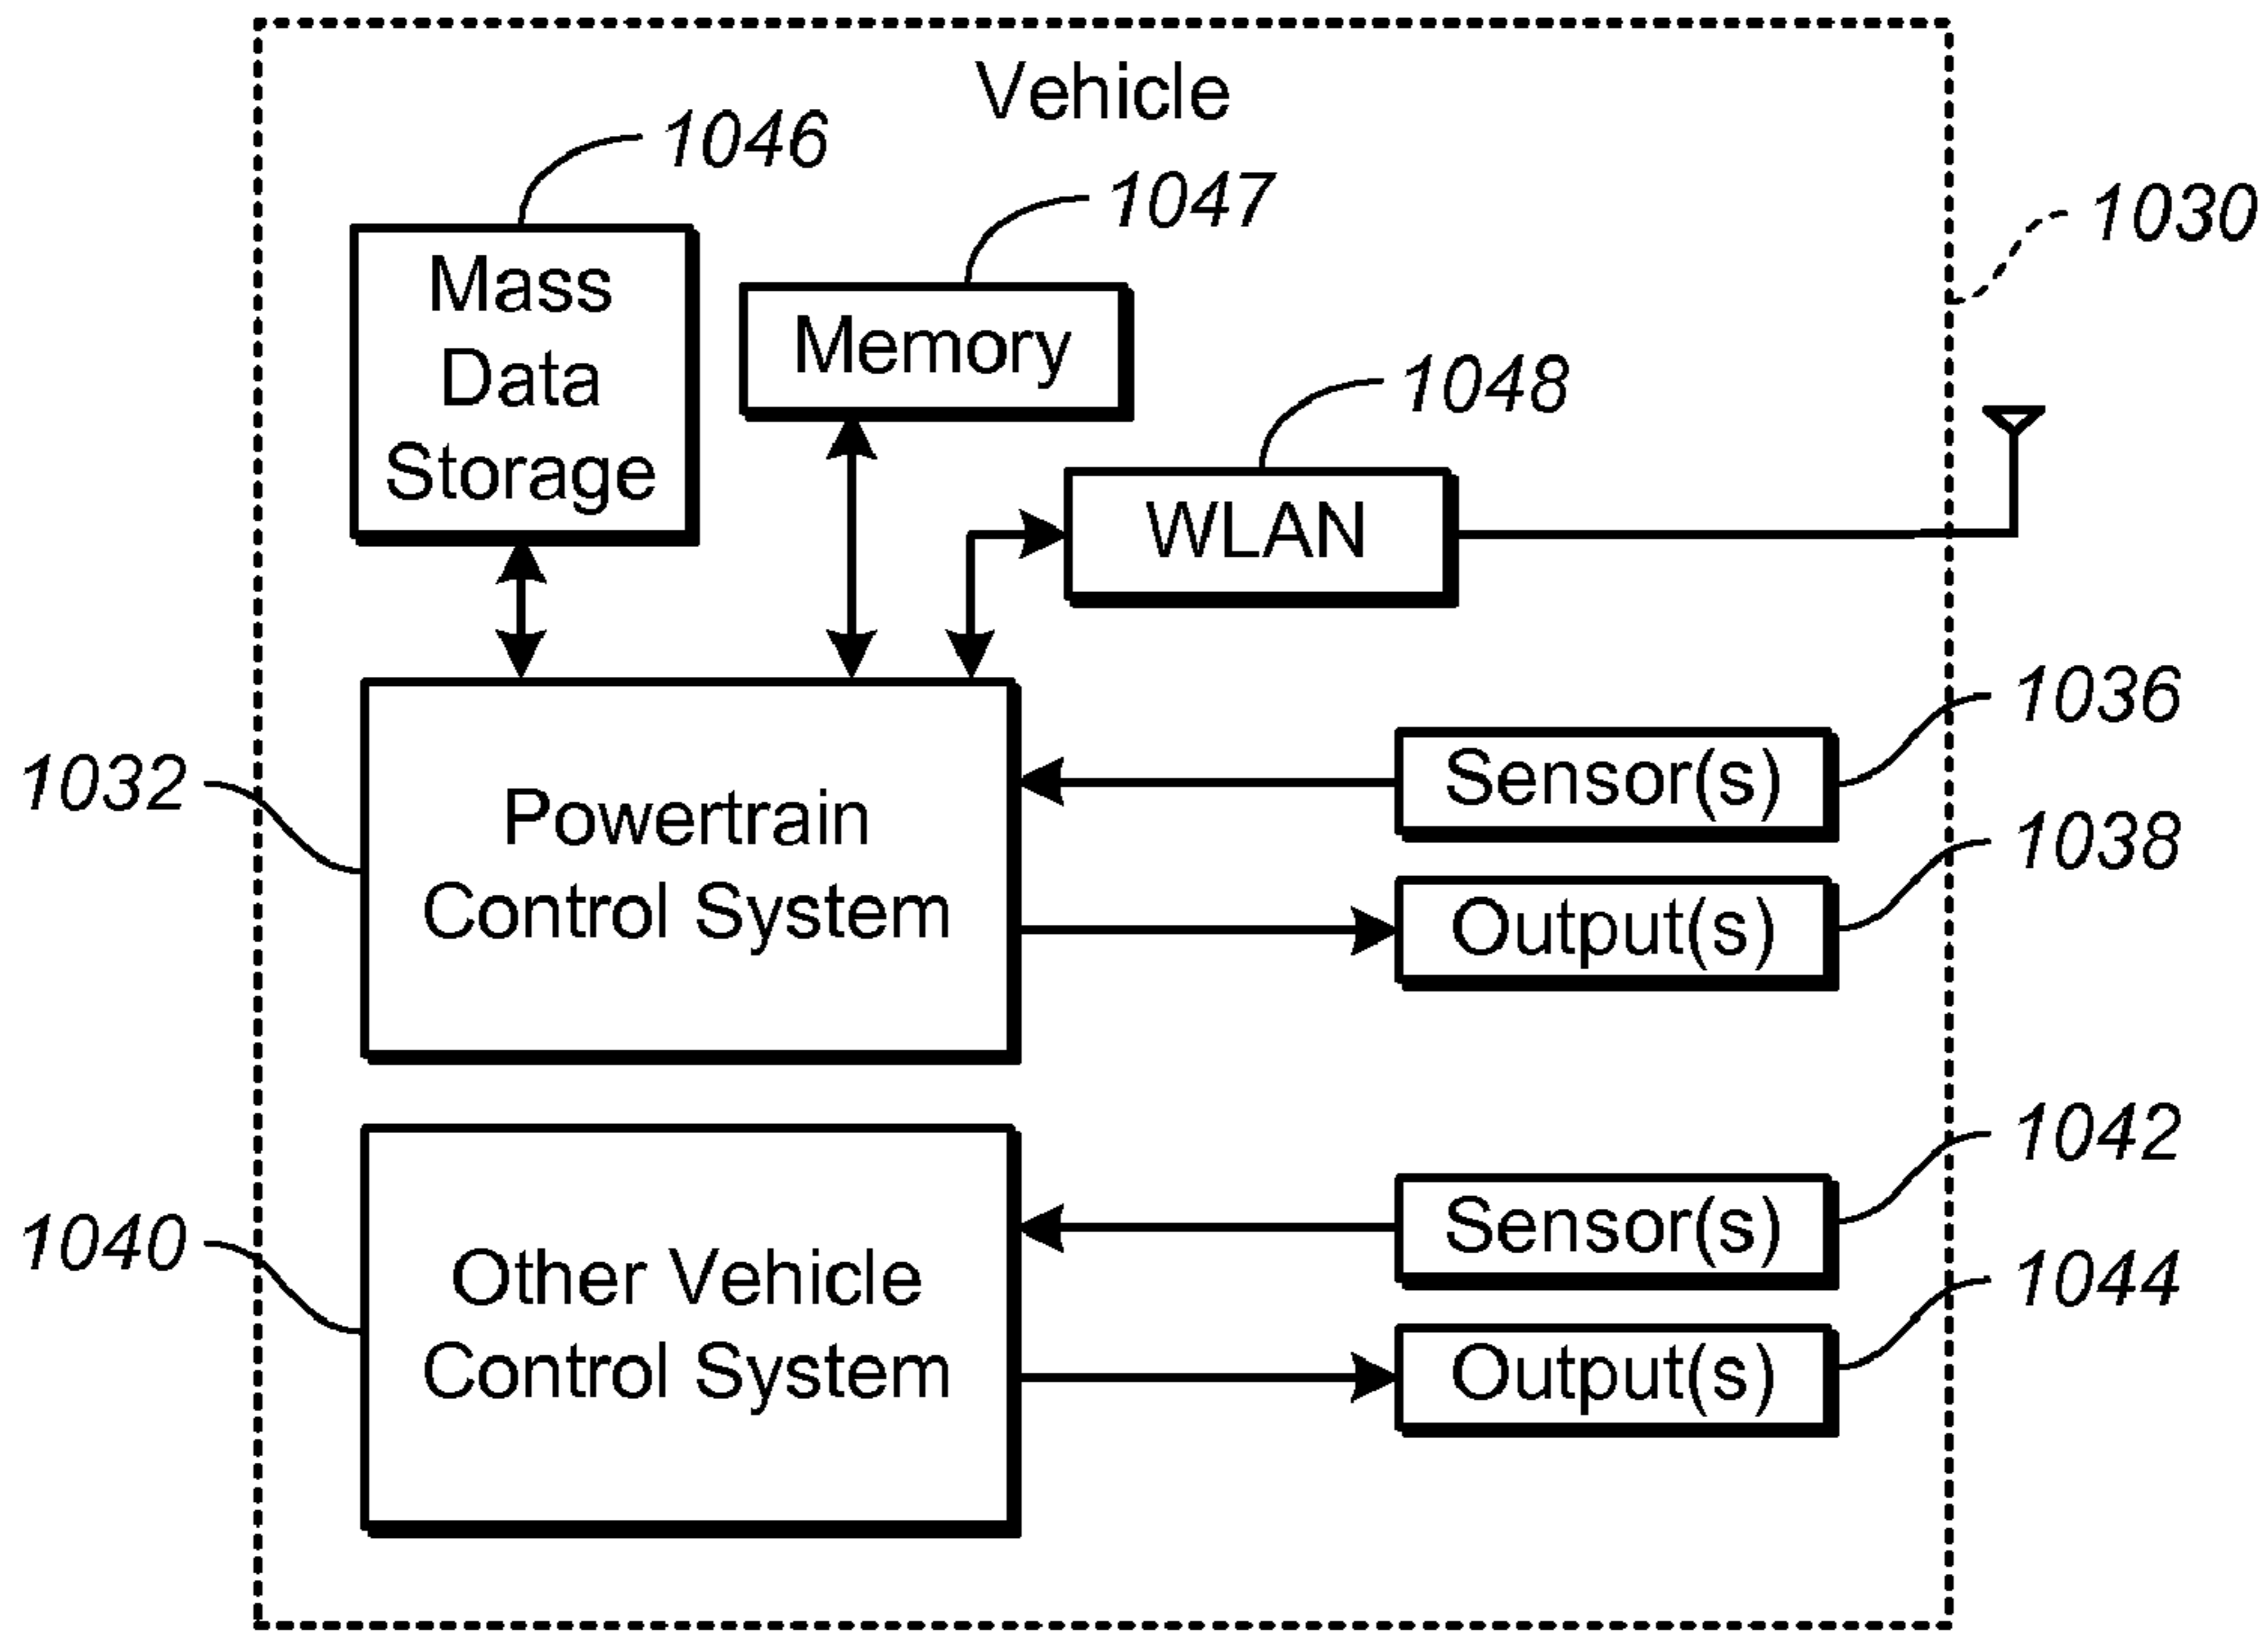 Vehicle
1046
1047
1030
Mass
Data
Storage
Memory
1048
WLAN
1036
Sensor(s)
1032
Powertrain
Control System
1038
Output(s)
1042
Sensor(s)
1040
Other Vehicle
Control System
1044
Output(s)